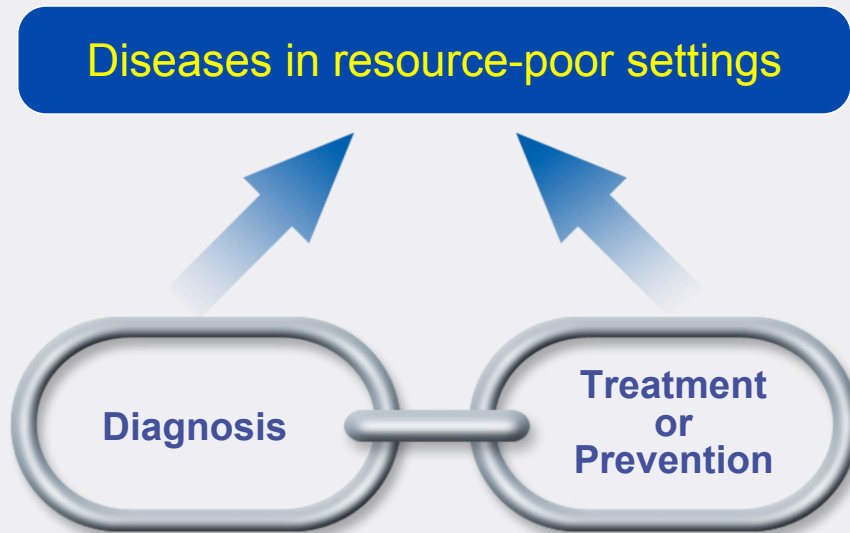 Diseases in resource-poor settings
Diagnosis
Treatment
or
Prevention